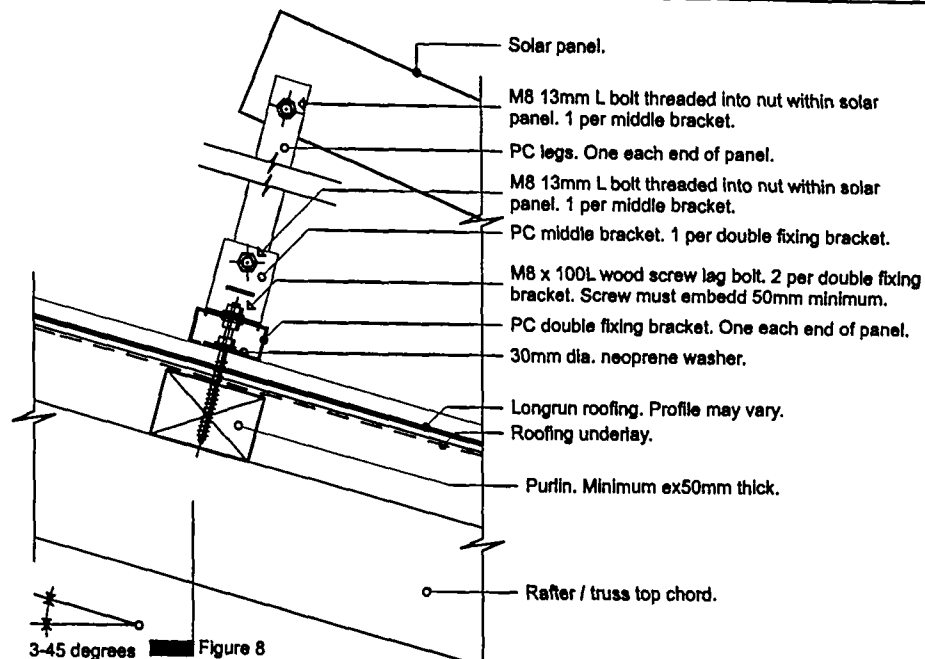 Solar panel.
M8 13mm L bolt threaded into nut within solar
panel. 1 per middle bracket.
PC legs. One each end of panel.
M8 13mm L bolt threaded into nut within solar
panel. 1 per middle bracket.
PC middle bracket. 1 per double fixing bracket.
M8 x 100L wood screw lag bolt. 2 per double fixing
bracket. Screw must embedd 50mm minimum.
PC double fixing bracket. One each end of panel.
30mm dia. neoprene washer.
Longrun roofing. Profile may vary.
Roofing underlay.
Purlin. Minimum ex50mm thick.
Rafter / truss top chord.
3-45 degrees Figure 8